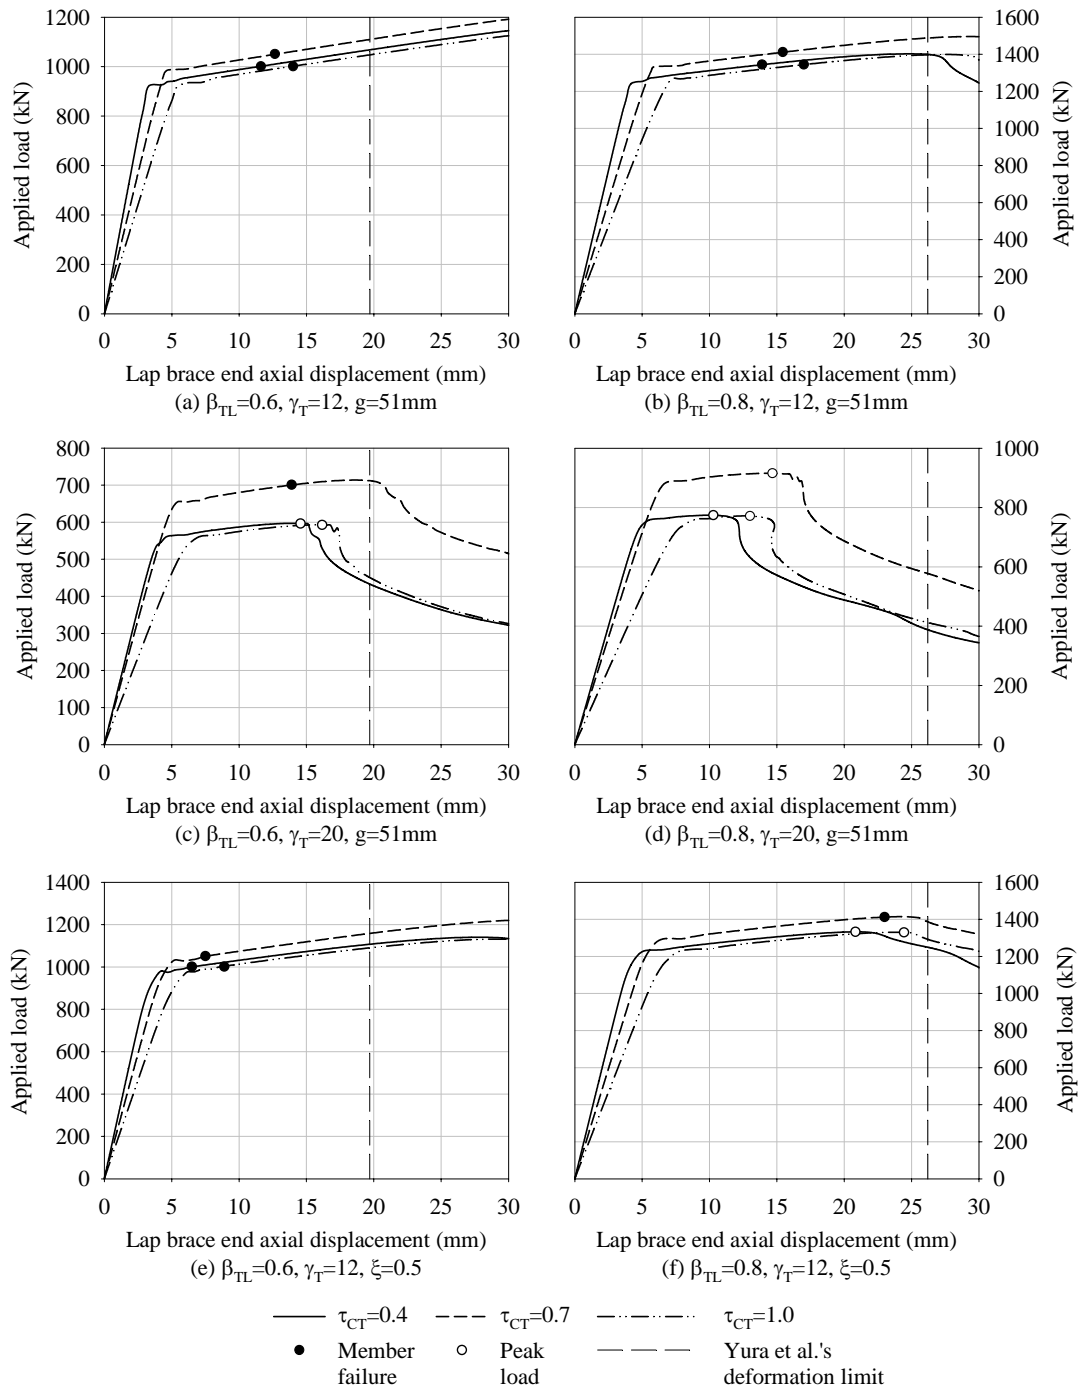 1200
1000
800
600
400
200
0
Applied load (kN)
0 5 10 15 20 25 30
Lap brace end axial displacement (mm)
(a) βTL=0.6, γT=12, g=51mm
1600
1400
1200
1000
800
600
400
200
0
Applied load (kN)
0 5 10 15 20 25 30
Lap brace end axial displacement (mm)
(b) βTL=0.8, γT=12, g=51mm
800
700
600
500
400
300
200
100
0
Applied load (kN)
0 5 10 15 20 25 30
Lap brace end axial displacement (mm)
(c) βTL=0.6, γT=20, g=51mm
1000
800
600
400
200
0
Applied load (kN)
0 5 10 15 20 25 30
Lap brace end axial displacement (mm)
(d) βTL=0.8, γT=20, g=51mm
1400
1200
1000
800
600
400
200
0
Applied load (kN)
0 5 10 15 20 25 30
Lap brace end axial displacement (mm)
(e) βTL=0.6, γT=12, ξ=0.5
1600
1400
1200
1000
800
600
400
200
0
Applied load (kN)
0 5 10 15 20 25 30
Lap brace end axial displacement (mm)
(f) βTL=0.8, γT=12, ξ=0.5
τCT=0.4 τCT=0.7 τCT=1.0
Member failure
Peak load
Yura et al.'s deformation limit